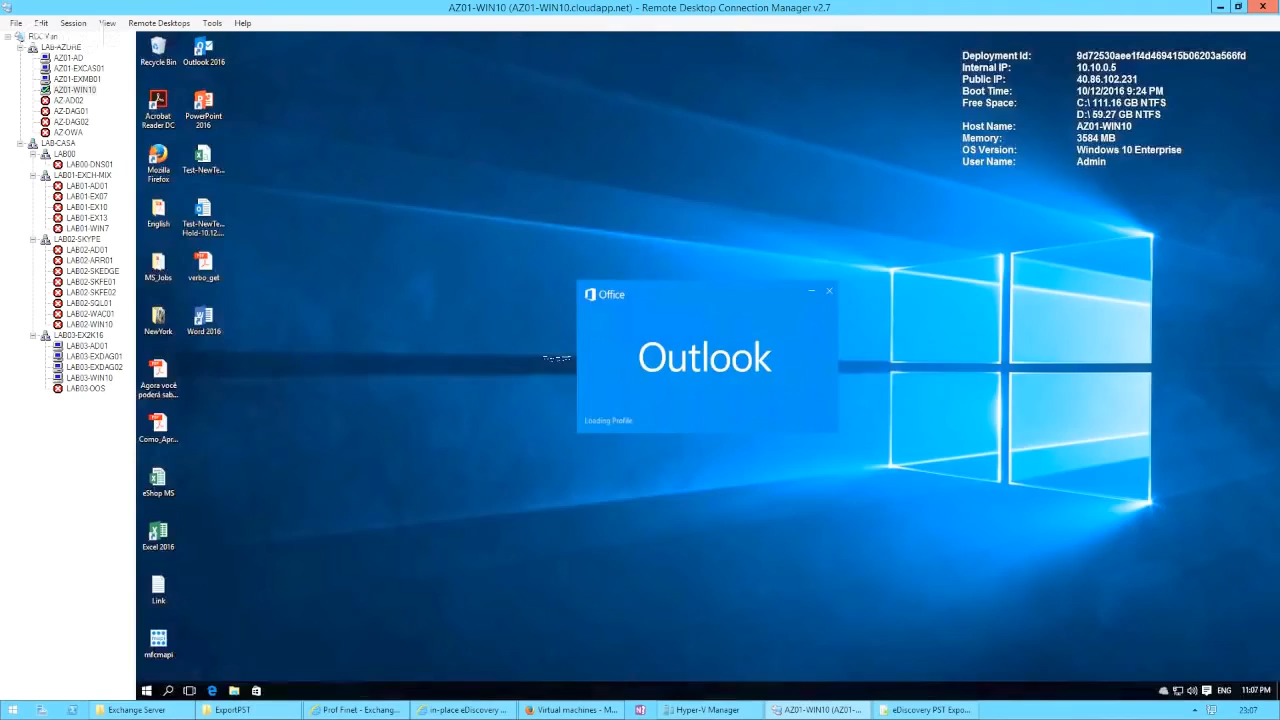 AZ01-WIN10 (AZ01-WIN10.cloudapp.net) - Remote Desktop Connection Manager v2.7
File Edit Session View Remote Desktops Tools Help
LAB-AZURE
AZ01-AD
AZ01-EXCAS01
AZ01-EXMB01
AZ01-WIN10
AZ-AD02
AZ-DAG01
AZ-DAG02
AZ-OWA
LAB-CASA
LAB00
LAB00-DNS01
LAB01-EXCH-MIX
LAB01-AD01
LAB01-EX07
LAB01-EX10
LAB01-EX13
LAB01-WIN7
LAB02-SKYPE
LAB02-AD01
LAB02-ARR01
LAB02-SKEDGE
LAB02-SKFE01
LAB02-SKFE02
LAB02-SQL01
LAB02-WAC01
LAB02-WIN10
LAB03-EX2K16
LAB03-AD01
LAB03-EXDAG01
LAB03-EXDAG02
LAB03-WIN10
LAB03-OOS
Recycle Bin
Outlook 2016
Acrobat
Reader DC
PowerPoint
2016
Mozilla
Firefox
Test-NewTe...
English
Test-NewTe...
Hold-10.12....
MS_Jobs
verbo_get
NewYork
Word 2016
Agora você
poderá sab...
Como_Apr...
eShop MS
Excel 2016
Link
mfcmapi
Deployment Id: 9d72530aee1f4d469415b06203a566fd
Internal IP: 10.10.0.5
Public IP: 40.86.102.231
Boot Time: 10/12/2016 9:24 PM
Free Space: C:\ 111.16 GB NTFS
D:\ 59.27 GB NTFS
Host Name: AZ01-WIN10
Memory: 3584 MB
OS Version: Windows 10 Enterprise
User Name: Admin
Office
Outlook
Loading Profile
ENG 11:07 PM
Exchange Server
ExportPST
Prof Finet - Exchang...
in-place eDiscovery ...
Virtual machines - M...
Hyper-V Manager
AZ01-WIN10 (AZ01-...
eDiscovery PST Expo...
23:07